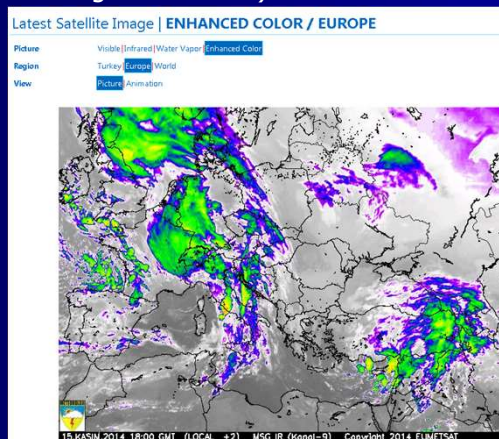 Latest Satellite Image | ENHANCED COLOR / EUROPE
Picture Visible|Infrared|Water Vapor|Enhanced Color
Region Turkey|Europe|World
View Picture|Animation
15 KASIM 2014 18:00 GMT (LOCAL +2) MSG IR (Kanal-9) Copyright 2014 EUMETSAT